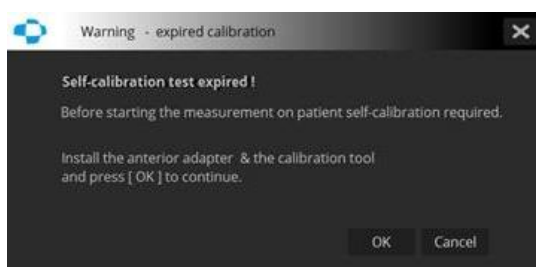 Warning - expired calibration
Self-calibration test expired !
Before starting the measurement on patient self-calibration required.
Install the anterior adapter & the calibration tool
and press [ OK ] to continue.
OK Cancel